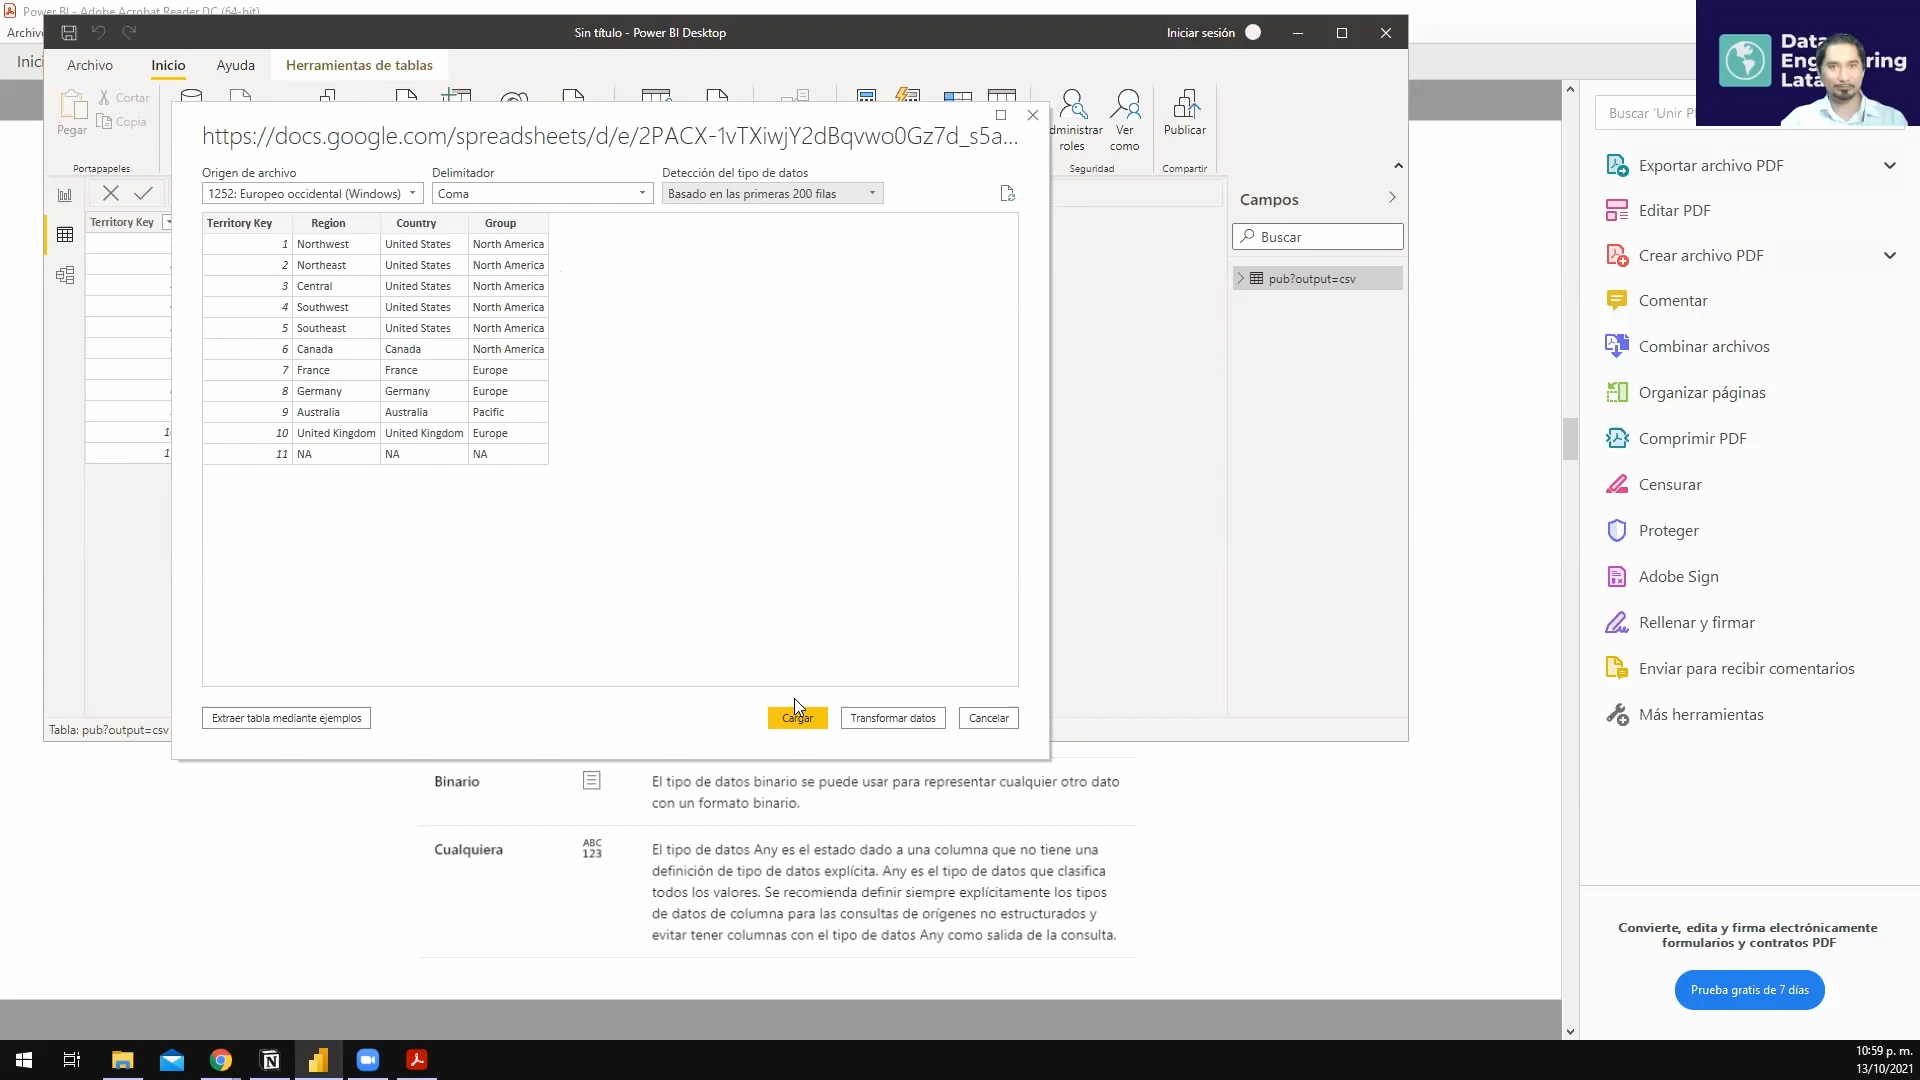 Power BI - Adobe Acrobat Reader DC (64-bit)
Sin título - Power BI Desktop
Iniciar sesión
Archivo
Inicio
Ayuda
Herramientas de tablas
Pegar
Cortar
Copia
Portapapeles
roles
Ver
como
Seguridad
Publicar
Compartir
https://docs.google.com/spreadsheets/d/e/2PACX-1vTXiwjY2dBqvwo0Gz7d_s5a...
Origen de archivo
Delimitador
Detección del tipo de datos
1252: Europeo occidental (Windows)
Coma
Basado en las primeras 200 filas
Territory Key
Territory Key Region Country Group
1 Northwest United States North America
2 Northeast United States North America
3 Central United States North America
4 Southwest United States North America
5 Southeast United States North America
6 Canada Canada North America
7 France France Europe
8 Germany Germany Europe
9 Australia Australia Pacific
10 United Kingdom United Kingdom Europe
11 NA NA NA
Extraer tabla mediante ejemplos
Cargar
Transformar datos
Cancelar
Tabla: pub?output=csv
Campos
Buscar
pub?output=csv
Binario
El tipo de datos binario se puede usar para representar cualquier otro dato
con un formato binario.
Cualquiera
ABC
123
El tipo de datos Any es el estado dado a una columna que no tiene una
definición de tipo de datos explícita. Any es el tipo de datos que clasifica
todos los valores. Se recomienda definir siempre explícitamente los tipos
de datos de columna para las consultas de orígenes no estructurados y
evitar tener columnas con el tipo de datos Any como salida de la consulta.
Data
Buscar 'Unir
Exportar archivo PDF
Editar PDF
Crear archivo PDF
Comentar
Combinar archivos
Organizar páginas
Comprimir PDF
Censurar
Proteger
Adobe Sign
Rellenar y firmar
Enviar para recibir comentarios
Más herramientas
Convierte, edita y firma electrónicamente
formularios y contratos PDF
Prueba gratis de 7 días
10:59 p. m.
13/10/2021